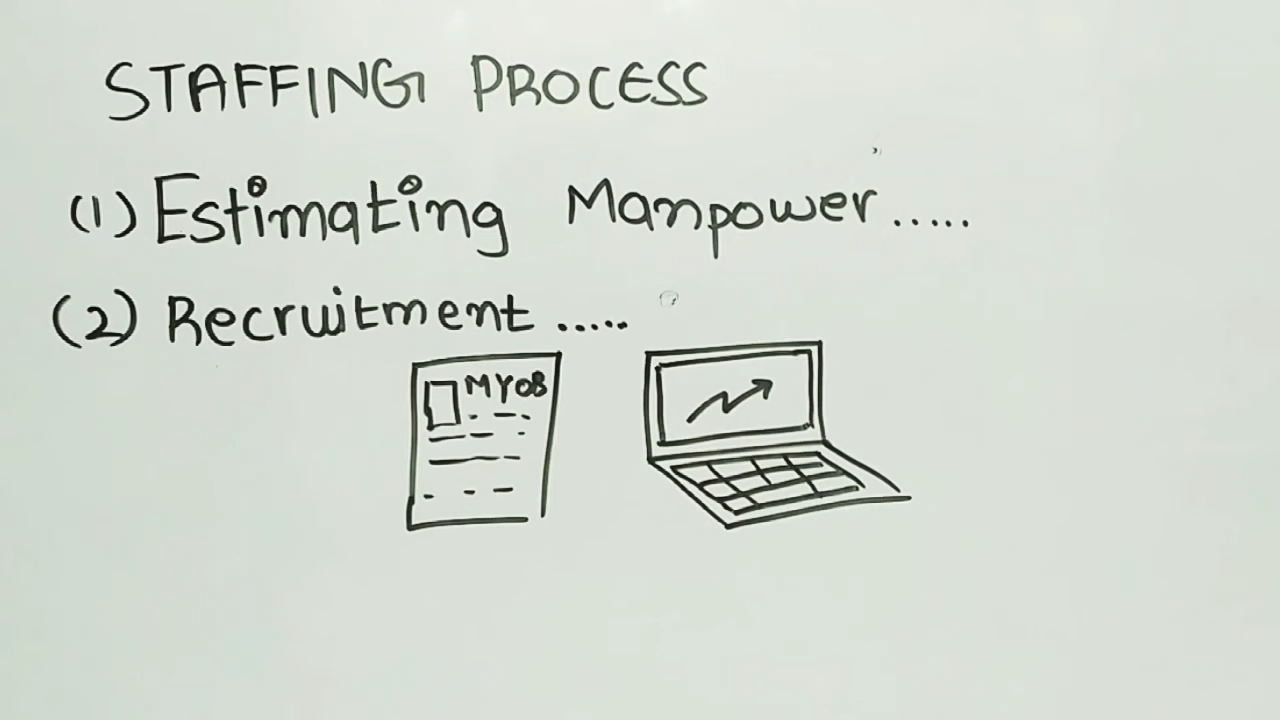 STAFFING PROCESS
(1) Estimating Manpower.....
(2) Recruitment .....
MYOB